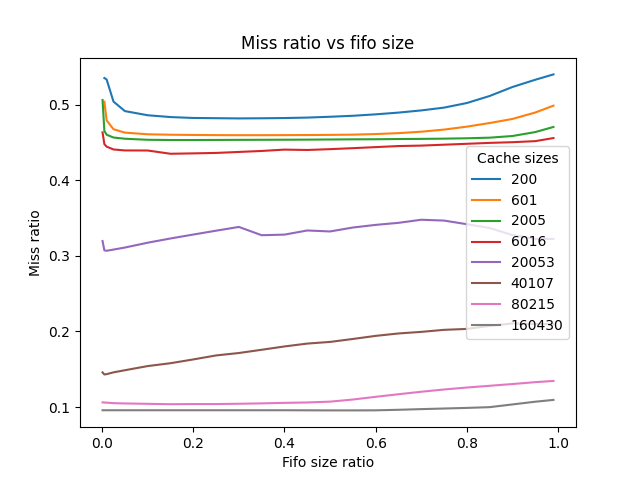 Miss ratio vs fifo size
Miss ratio
0.5
0.4
0.3
0.2
0.1
Cache sizes
200
601
2005
6016
20053
40107
80215
160430
0.0 0.2 0.4 0.6 0.8 1.0
Fifo size ratio